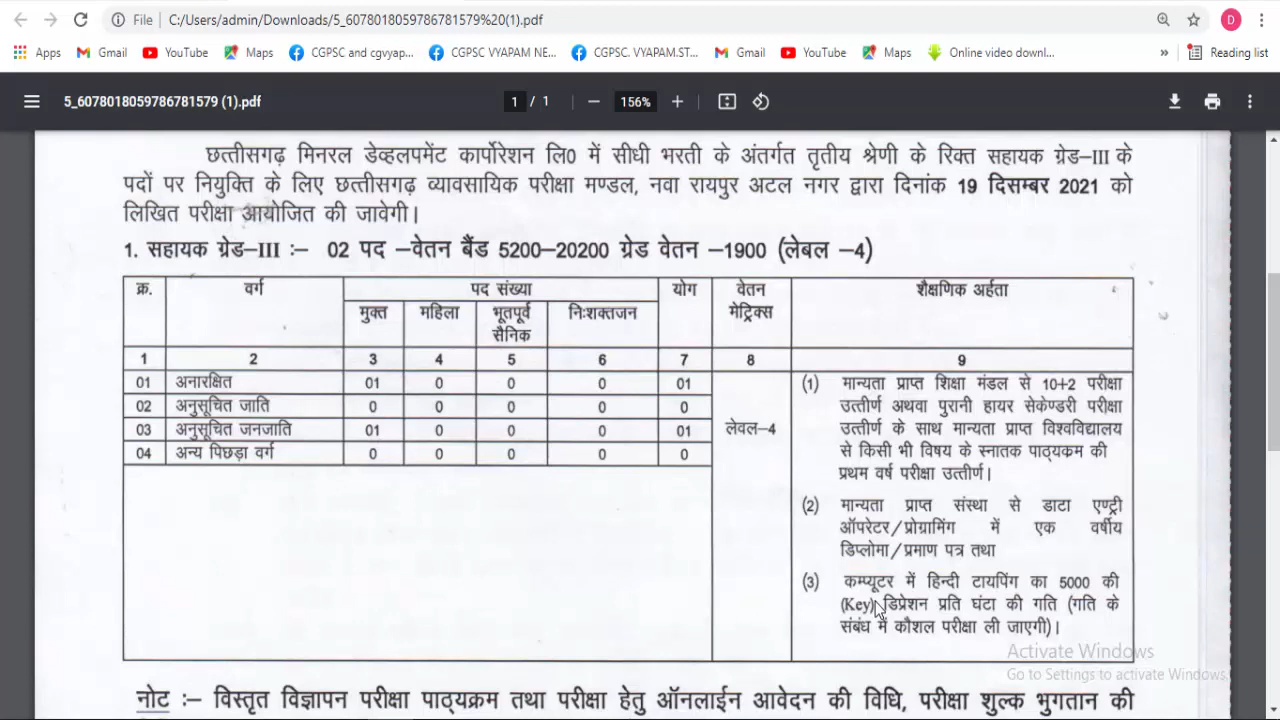 File | C:/Users/admin/Downloads/5_6078018059786781579%20(1).pdf
D
Apps Gmail YouTube Maps CGPSC and cgvyap... CGPSC VYAPAM NE... CGPSC. VYAPAM.ST... Gmail YouTube Maps Online video downl... » Reading list
5_6078018059786781579 (1).pdf 1 / 1 156%
छत्तीसगढ़ मिनरल डेव्हलपमेंट कार्पोरेशन लि0 में सीधी भरती के अंतर्गत तृतीय श्रेणी के रिक्त सहायक ग्रेड–III के
पदों पर नियुक्ति के लिए छत्तीसगढ़ व्यावसायिक परीक्षा मण्डल, नवा रायपुर अटल नगर द्वारा दिनांक 19 दिसम्बर 2021 को
लिखित परीक्षा आयोजित की जावेगी।
1. सहायक ग्रेड–III :– 02 पद –वेतन बैंड 5200–20200 ग्रेड वेतन –1900 (लेबल –4)
क्र. वर्ग पद संख्या योग वेतन मेट्रिक्स शैक्षणिक अर्हता
मुक्त महिला भूतपूर्व सैनिक निःशक्तजन
1 2 3 4 5 6 7 8 9
01 अनारक्षित 01 0 0 0 01
02 अनुसूचित जाति 0 0 0 0 0
03 अनुसूचित जनजाति 01 0 0 0 01
04 अन्य पिछड़ा वर्ग 0 0 0 0 0
लेवल–4
(1) मान्यता प्राप्त शिक्षा मंडल से 10+2 परीक्षा
उत्तीर्ण अथवा पुरानी हायर सेकेण्डरी परीक्षा
उत्तीर्ण के साथ मान्यता प्राप्त विश्वविद्यालय
से किसी भी विषय के स्नातक पाठ्यक्रम की
प्रथम वर्ष परीक्षा उत्तीर्ण।
(2) मान्यता प्राप्त संस्था से डाटा एण्ट्री
ऑपरेटर/प्रोग्रामिंग में एक वर्षीय
डिप्लोमा/प्रमाण पत्र तथा
(3) कम्प्यूटर में हिन्दी टायपिंग का 5000 की
(Key) डिप्रेशन प्रति घंटा की गति (गति के
संबंध में कौशल परीक्षा ली जाएगी)।
Activate Windows
Go to Settings to activate Windows.
नोट :– विस्तृत विज्ञापन परीक्षा पाठ्यक्रम तथा परीक्षा हेतु ऑनलाईन आवेदन की विधि, परीक्षा शुल्क भुगतान की